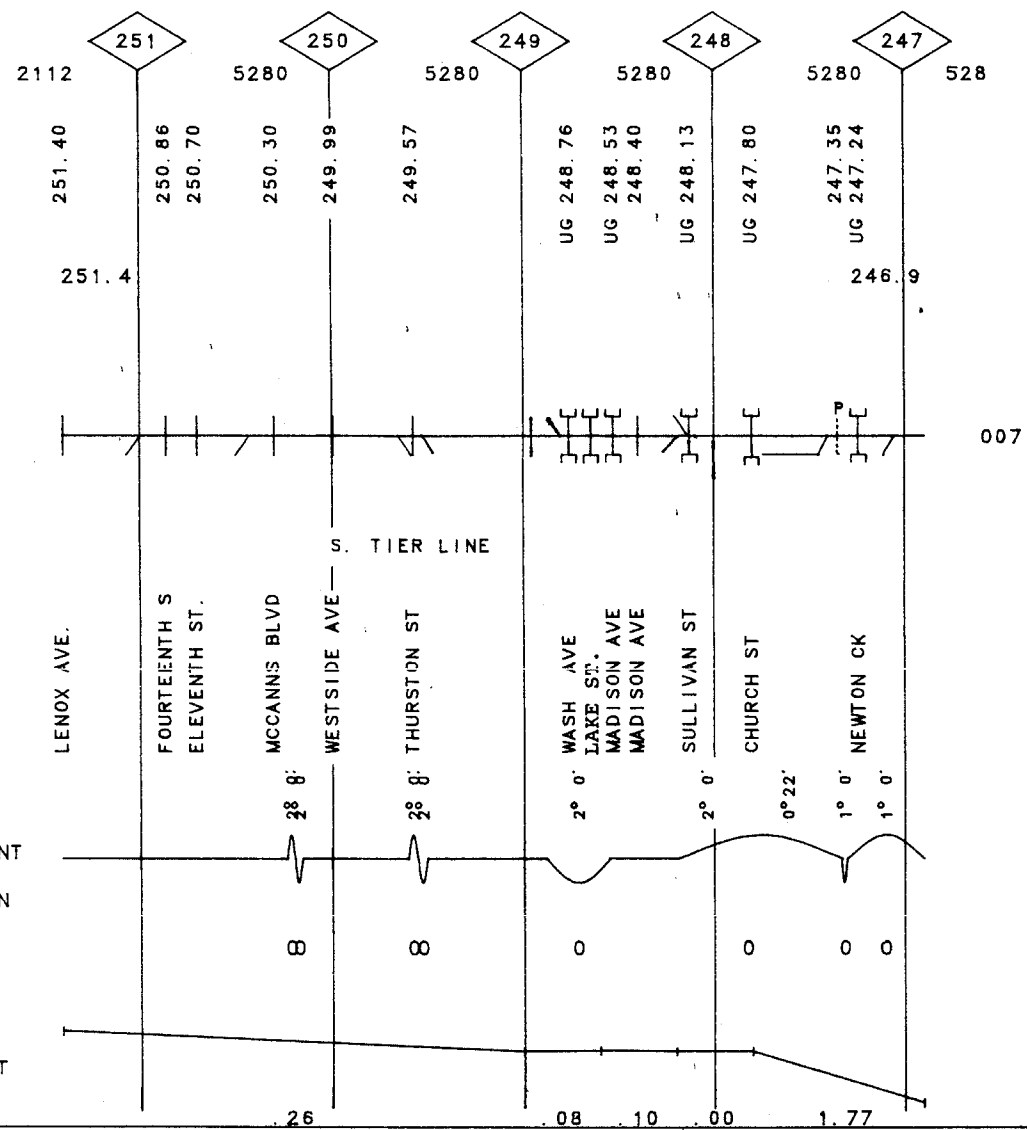 251 250 249 248 247
2112 5280 5280 5280 5280 528
251.40
250.86
250.70
250.30
249.99
249.57
UG 248.76
UG 248.53
248.40
UG 248.13
UG 247.80
247.35
UG 247.24
251.4 246.9
P
007
S. TIER LINE
LENOX AVE.
FOURTEENTH S
ELEVENTH ST.
MCCANNS BLVD
WESTSIDE AVE
THURSTON ST
WASH AVE
LAKE ST.
MADISON AVE
MADISON AVE
SULLIVAN ST
CHURCH ST
NEWTON CK
2° 0'
2° 0'
0°22'
1° 0'
1° 0'
NT
N
0 0 0 0
T
.26 .08 .10 .00 1.77